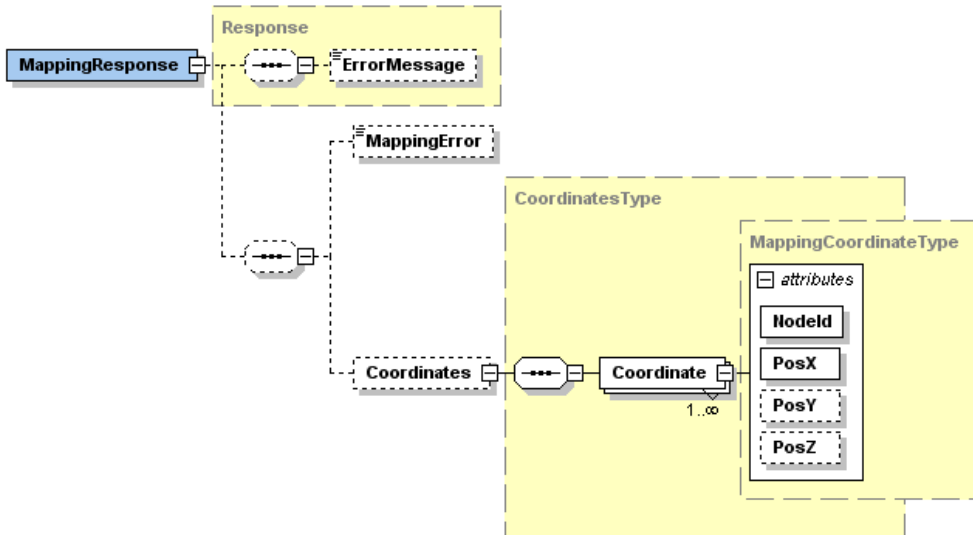 Response
MappingResponse
ErrorMessage
MappingError
CoordinatesType
MappingCoordinateType
attributes
NodeId
PosX
Coordinates
Coordinate
1..∞
PosY
PosZ